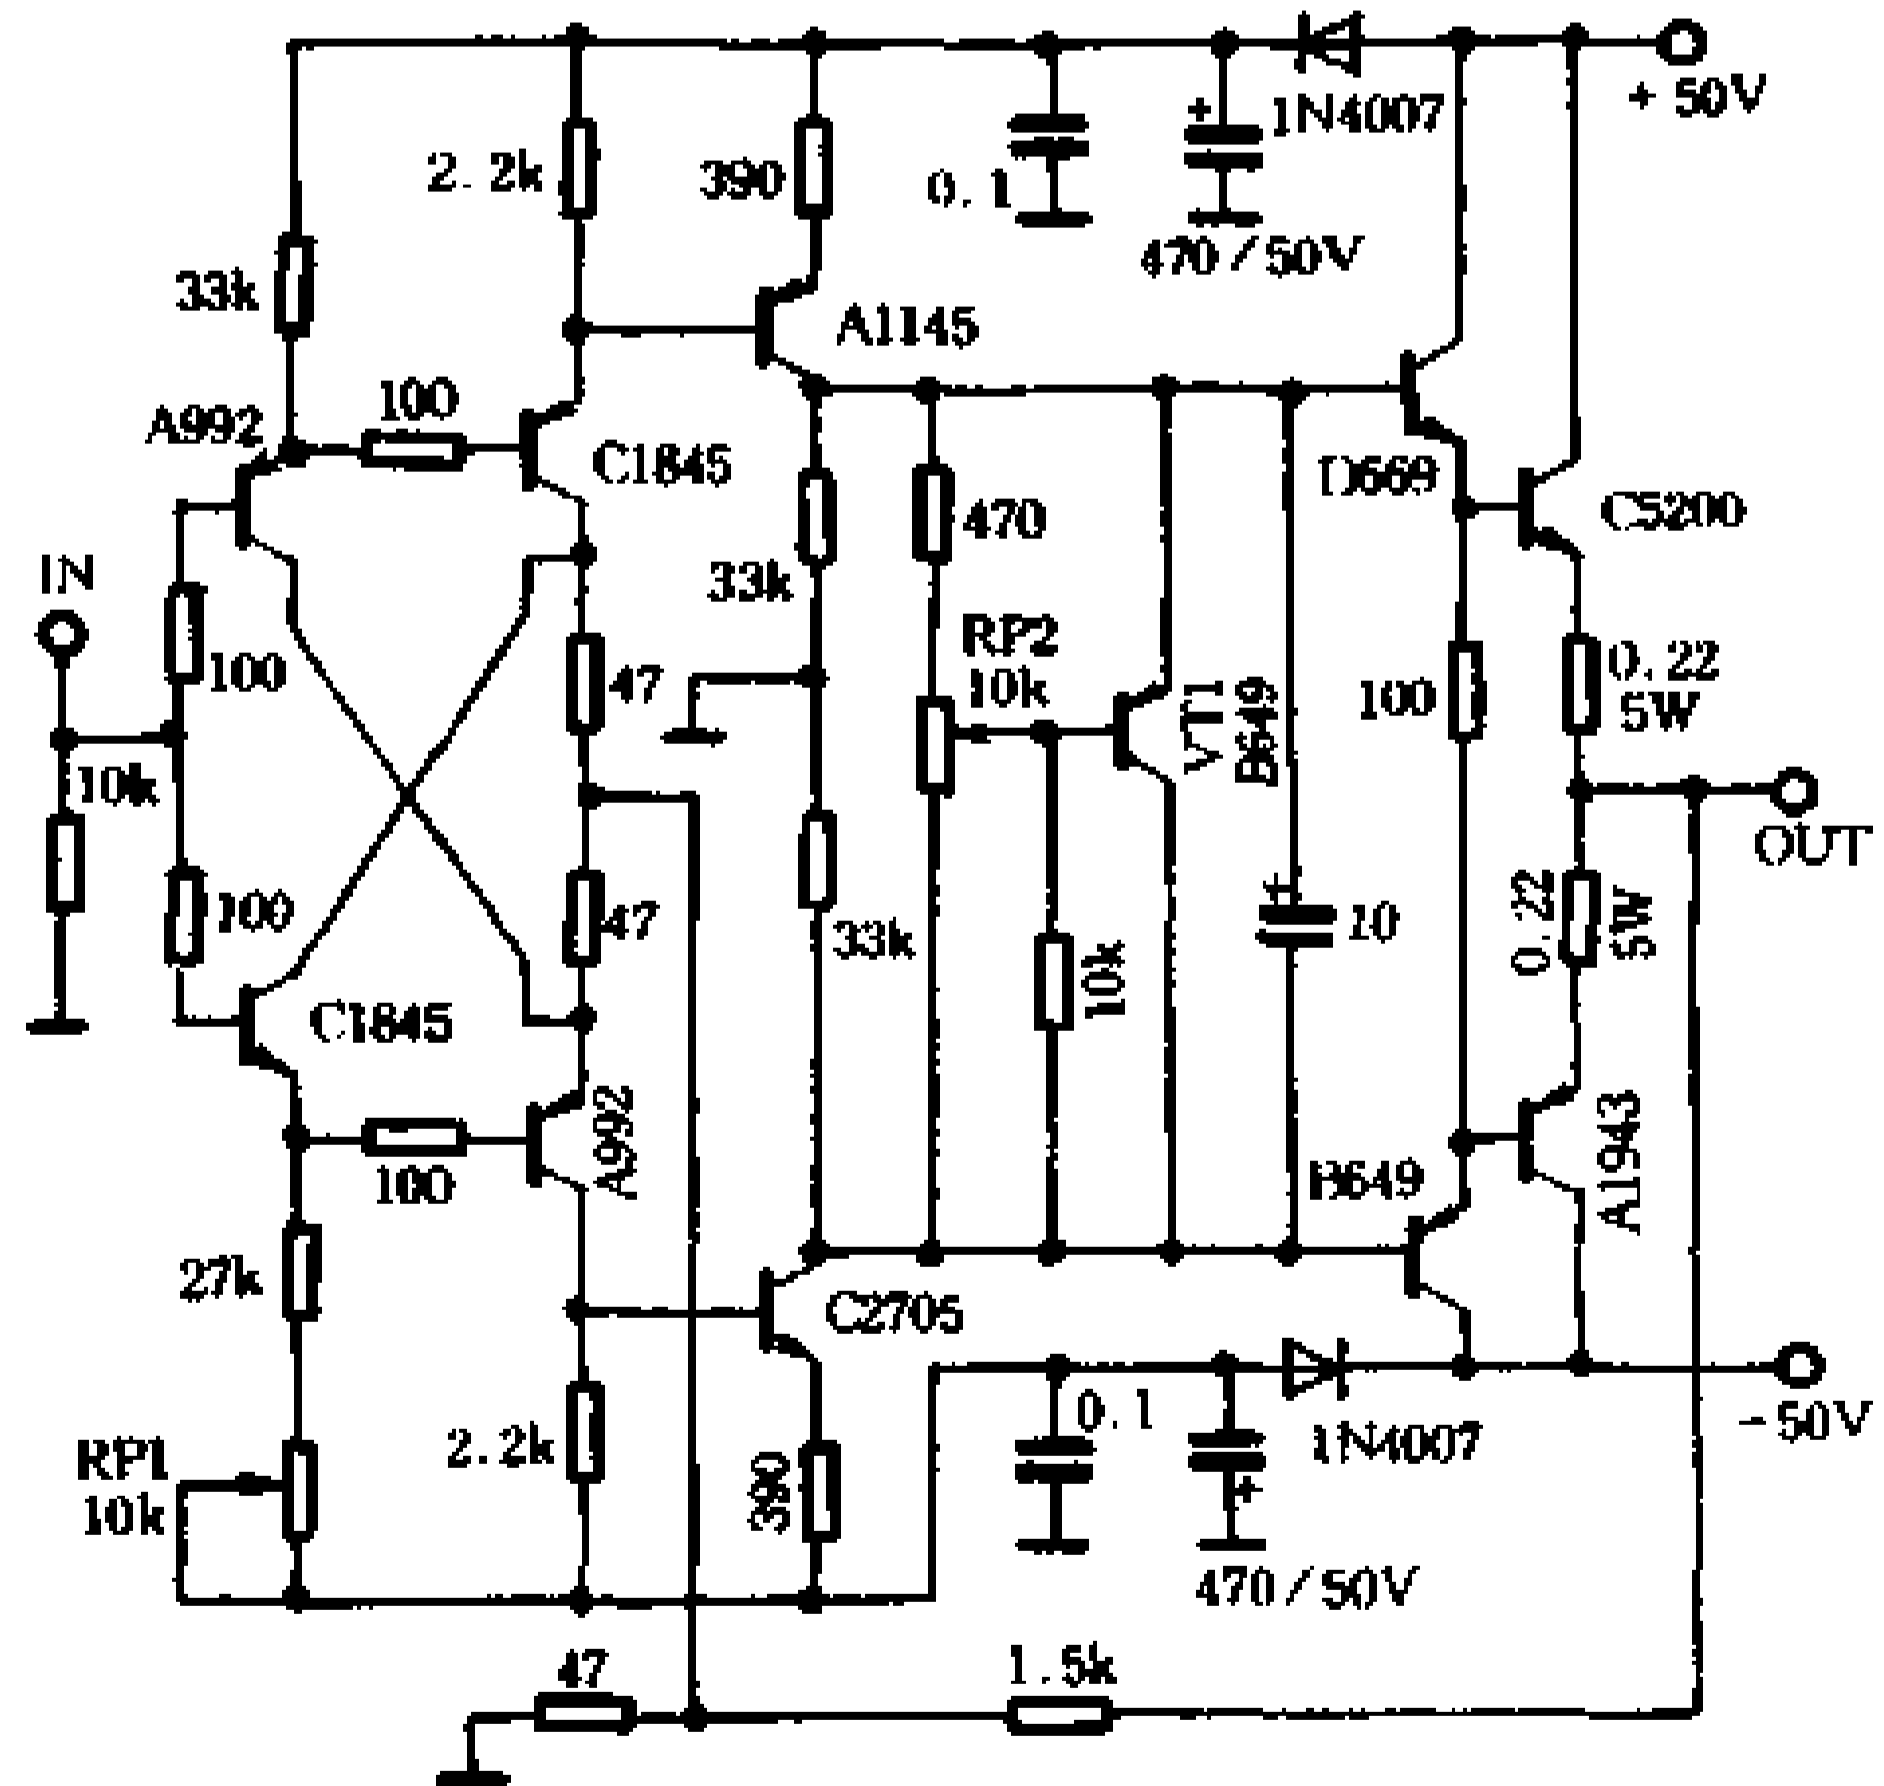 +50V
1N4007
2.2k
390
0.1
470/50V
33k
A1145
A992
100
C1845
D669
C5200
470
IN
33k
RP2
10k
100
47
VT1
B649
100
0.22
5W
10k
OUT
100
47
33k
10k
10
0.22
5W
C1845
A992
100
B649
A1943
27k
C2705
0.1
-50V
RP1
10k
2.2k
390
1N4007
470/50V
47
1.5k